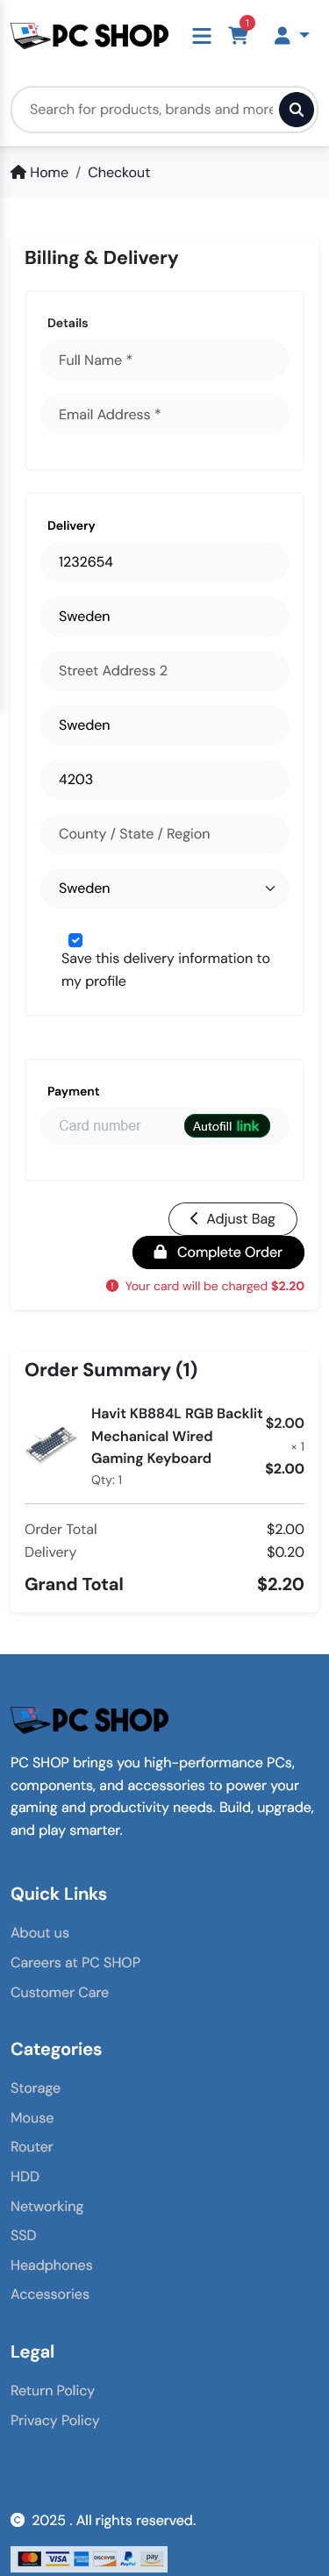 PC SHOP
1
Search for products, brands and more
Home / Checkout
Billing & Delivery
Details
Full Name *
Email Address *
Delivery
1232654
Sweden
Street Address 2
Sweden
4203
County / State / Region
Sweden
Save this delivery information to
my profile
Payment
Card number Autofill link
Adjust Bag
Complete Order
Your card will be charged $2.20
Order Summary (1)
Havit KB884L RGB Backlit
Mechanical Wired
Gaming Keyboard
Qty: 1
$2.00
× 1
$2.00
Order Total $2.00
Delivery $0.20
Grand Total $2.20
PC SHOP
PC SHOP brings you high-performance PCs,
components, and accessories to power your
gaming and productivity needs. Build, upgrade,
and play smarter.
Quick Links
About us
Careers at PC SHOP
Customer Care
Categories
Storage
Mouse
Router
HDD
Networking
SSD
Headphones
Accessories
Legal
Return Policy
Privacy Policy
2025 . All rights reserved.
VISA DISCOVER PayPal pay